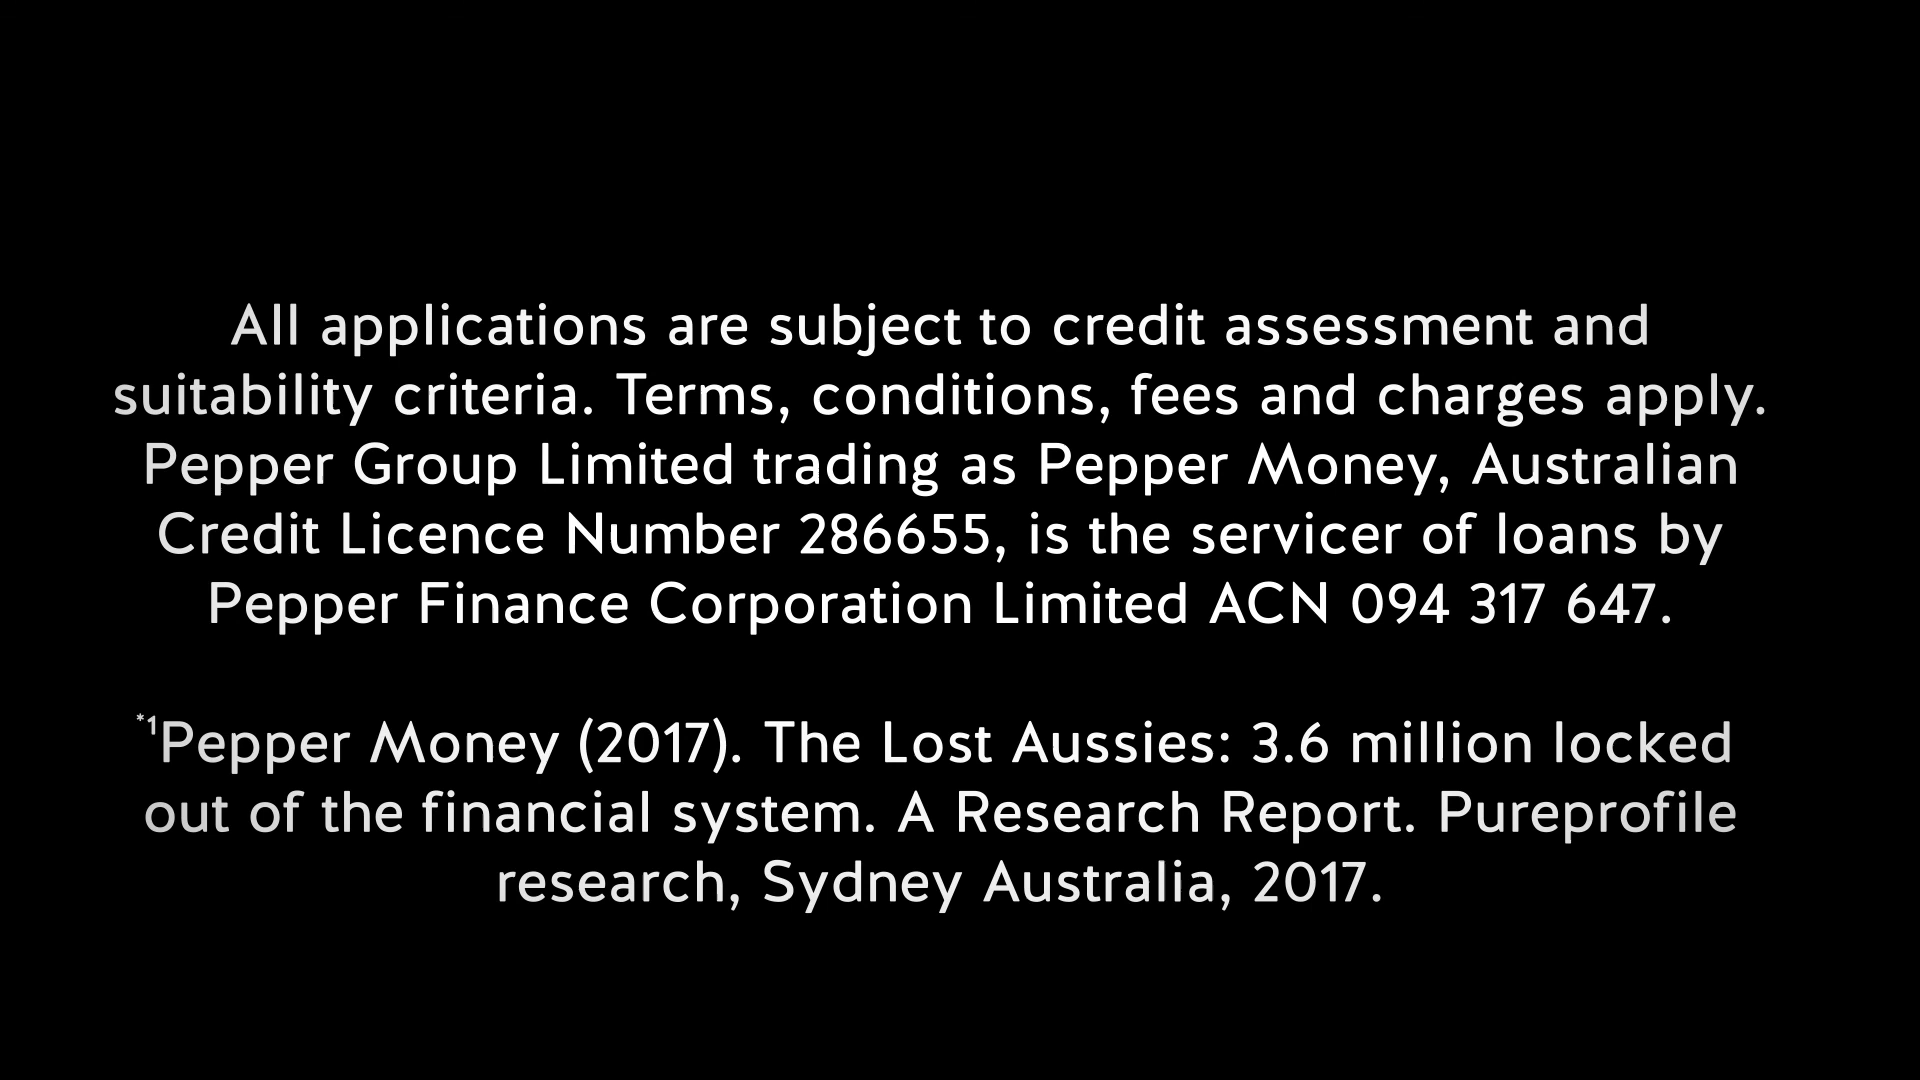 All applications are subject to credit assessment and
suitability criteria. Terms, conditions, fees and charges apply.
Pepper Group Limited trading as Pepper Money, Australian
Credit Licence Number 286655, is the servicer of loans by
Pepper Finance Corporation Limited ACN 094 317 647.
*¹Pepper Money (2017). The Lost Aussies: 3.6 million locked
out of the financial system. A Research Report. Pureprofile
research, Sydney Australia, 2017.